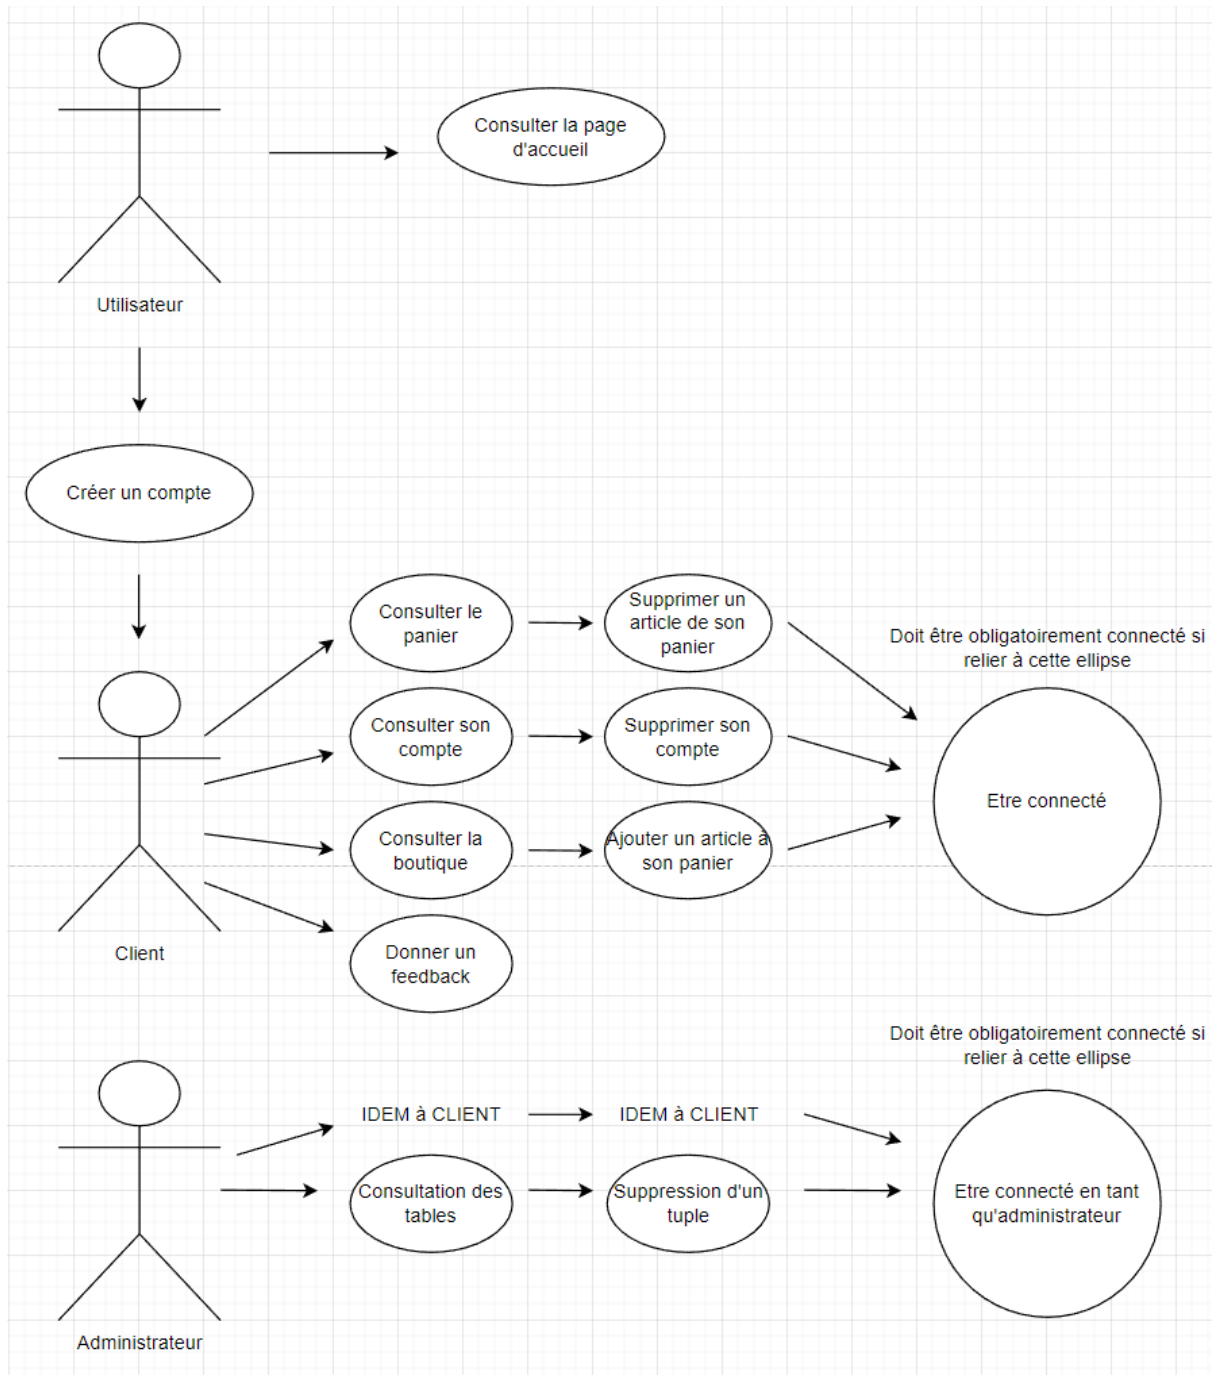 Consulter la page
d'accueil
Utilisateur
Créer un compte
Consulter le
panier
Supprimer un
article de son
panier
Doit être obligatoirement connecté si
relier à cette ellipse
Consulter son
compte
Supprimer son
compte
Etre connecté
Consulter la
boutique
Ajouter un article à
son panier
Donner un
feedback
Client
Doit être obligatoirement connecté si
relier à cette ellipse
IDEM à CLIENT
IDEM à CLIENT
Consultation des
tables
Suppression d'un
tuple
Etre connecté en tant
qu'administrateur
Administrateur